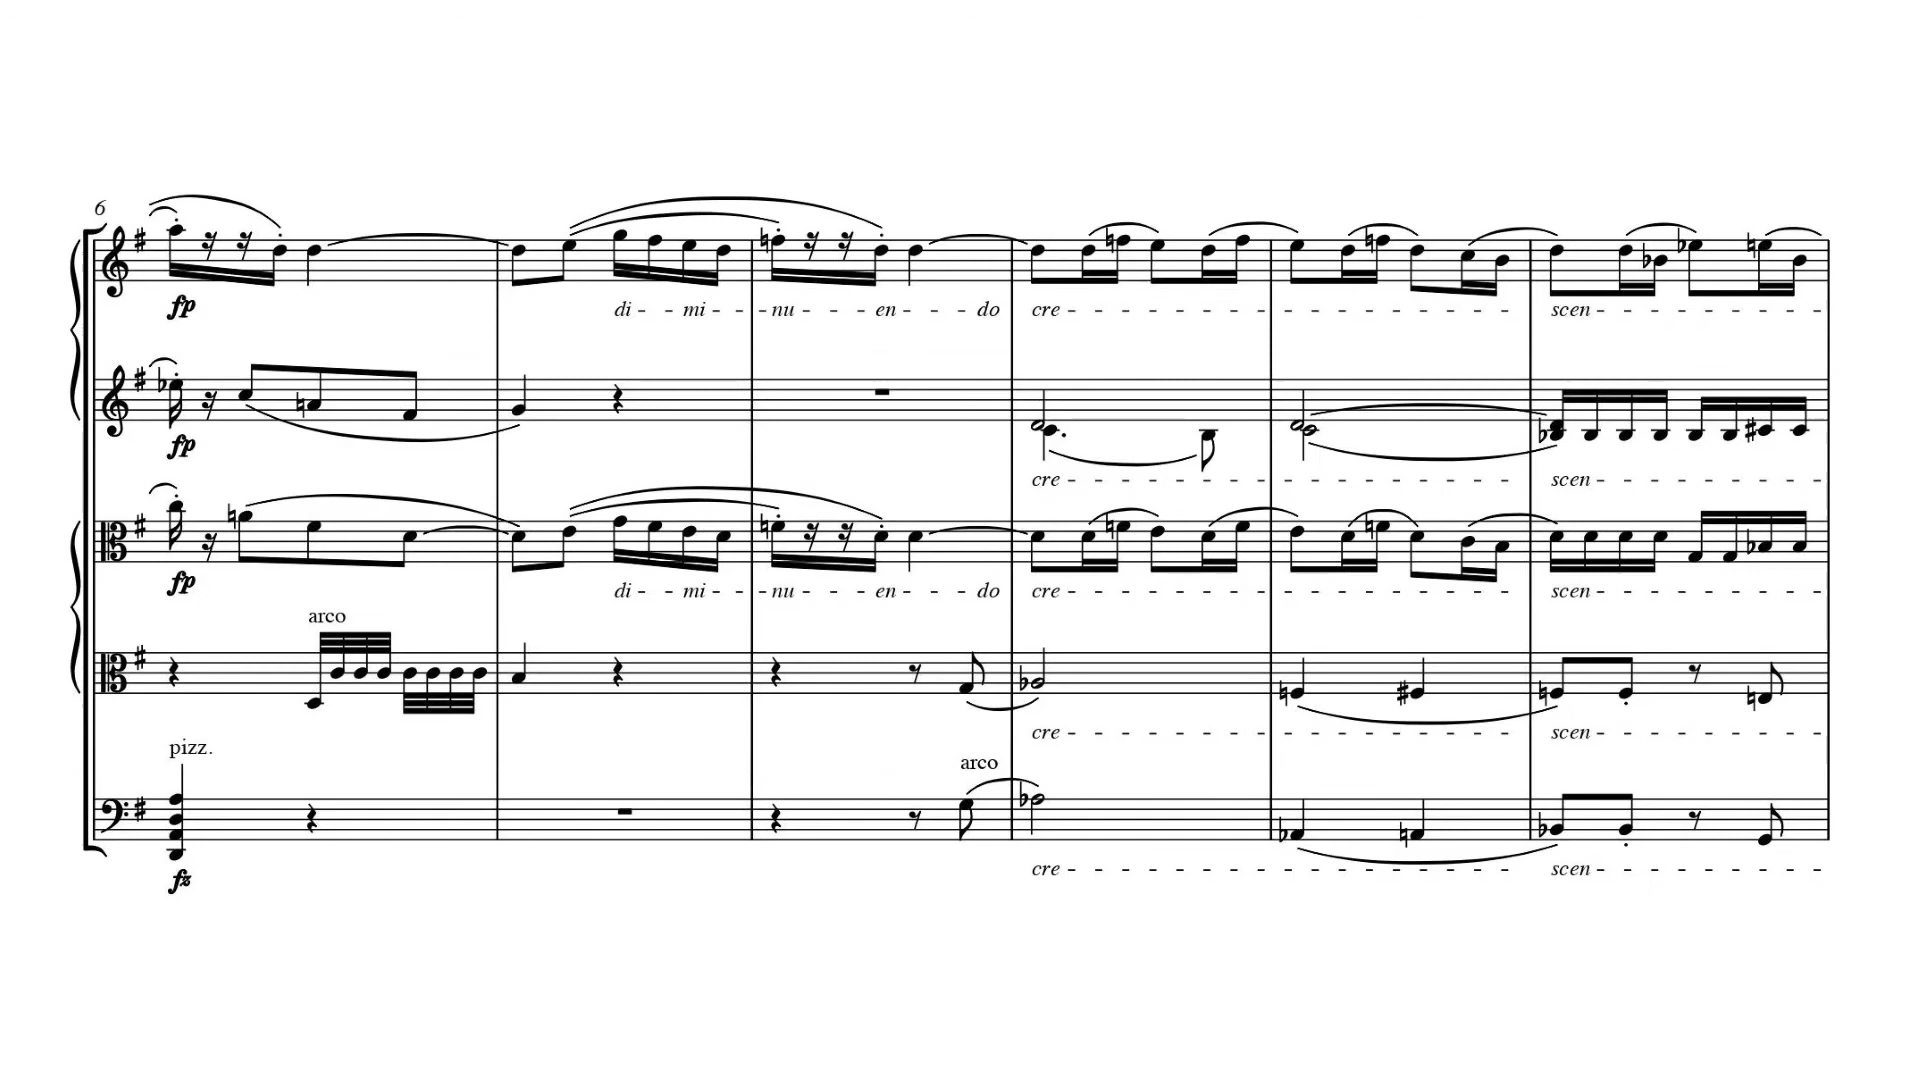 6
fp
di - - mi - - - nu - - - en - - - do cre - - - - - - - - - - - - - - - - scen - - - - - - - -
fp
cre - - - - - - - - - - - - - - - - scen - - - - - - - -
fp
di - - mi - - - nu - - - en - - - do cre - - - - - - - - - - - - - - - - scen - - - - - - - -
arco
cre - - - - - - - - - - - - - - - - scen - - - - - - - -
pizz.
arco
fz
cre - - - - - - - - - - - - - - - - scen - - - - - - - -